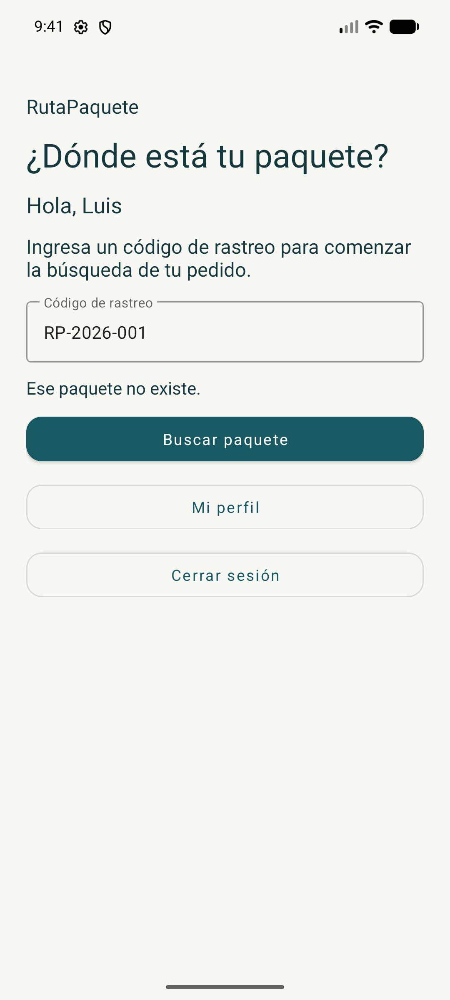 9:41
RutaPaquete
¿Dónde está tu paquete?
Hola, Luis
Ingresa un código de rastreo para comenzar
la búsqueda de tu pedido.
Código de rastreo
RP-2026-001
Ese paquete no existe.
Buscar paquete
Mi perfil
Cerrar sesión